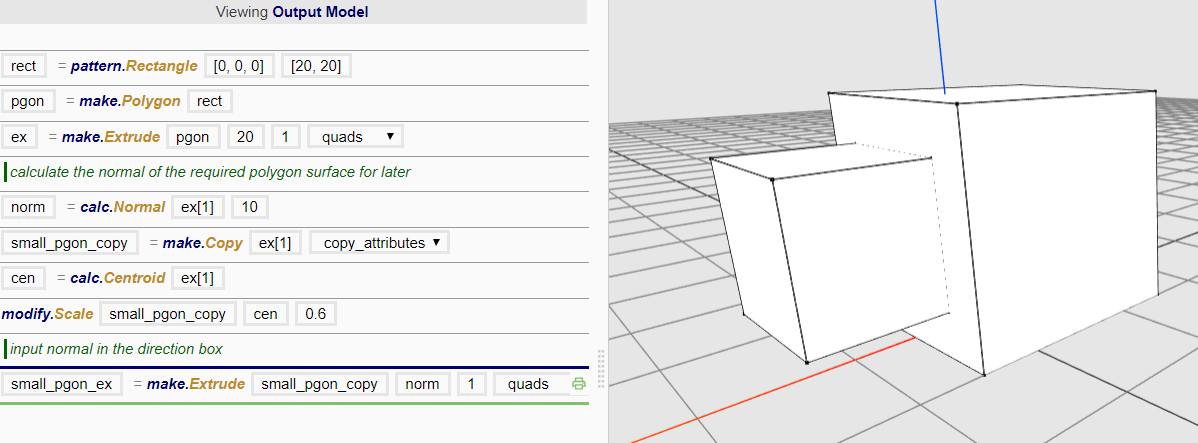 Viewing Output Model
rect = pattern.Rectangle [0, 0, 0] [20, 20]
pgon = make.Polygon rect
ex = make.Extrude pgon 20 1 quads
calculate the normal of the required polygon surface for later
norm = calc.Normal ex[1] 10
small_pgon_copy = make.Copy ex[1] copy_attributes
cen = calc.Centroid ex[1]
modify.Scale small_pgon_copy cen 0.6
input normal in the direction box
small_pgon_ex = make.Extrude small_pgon_copy norm 1 quads